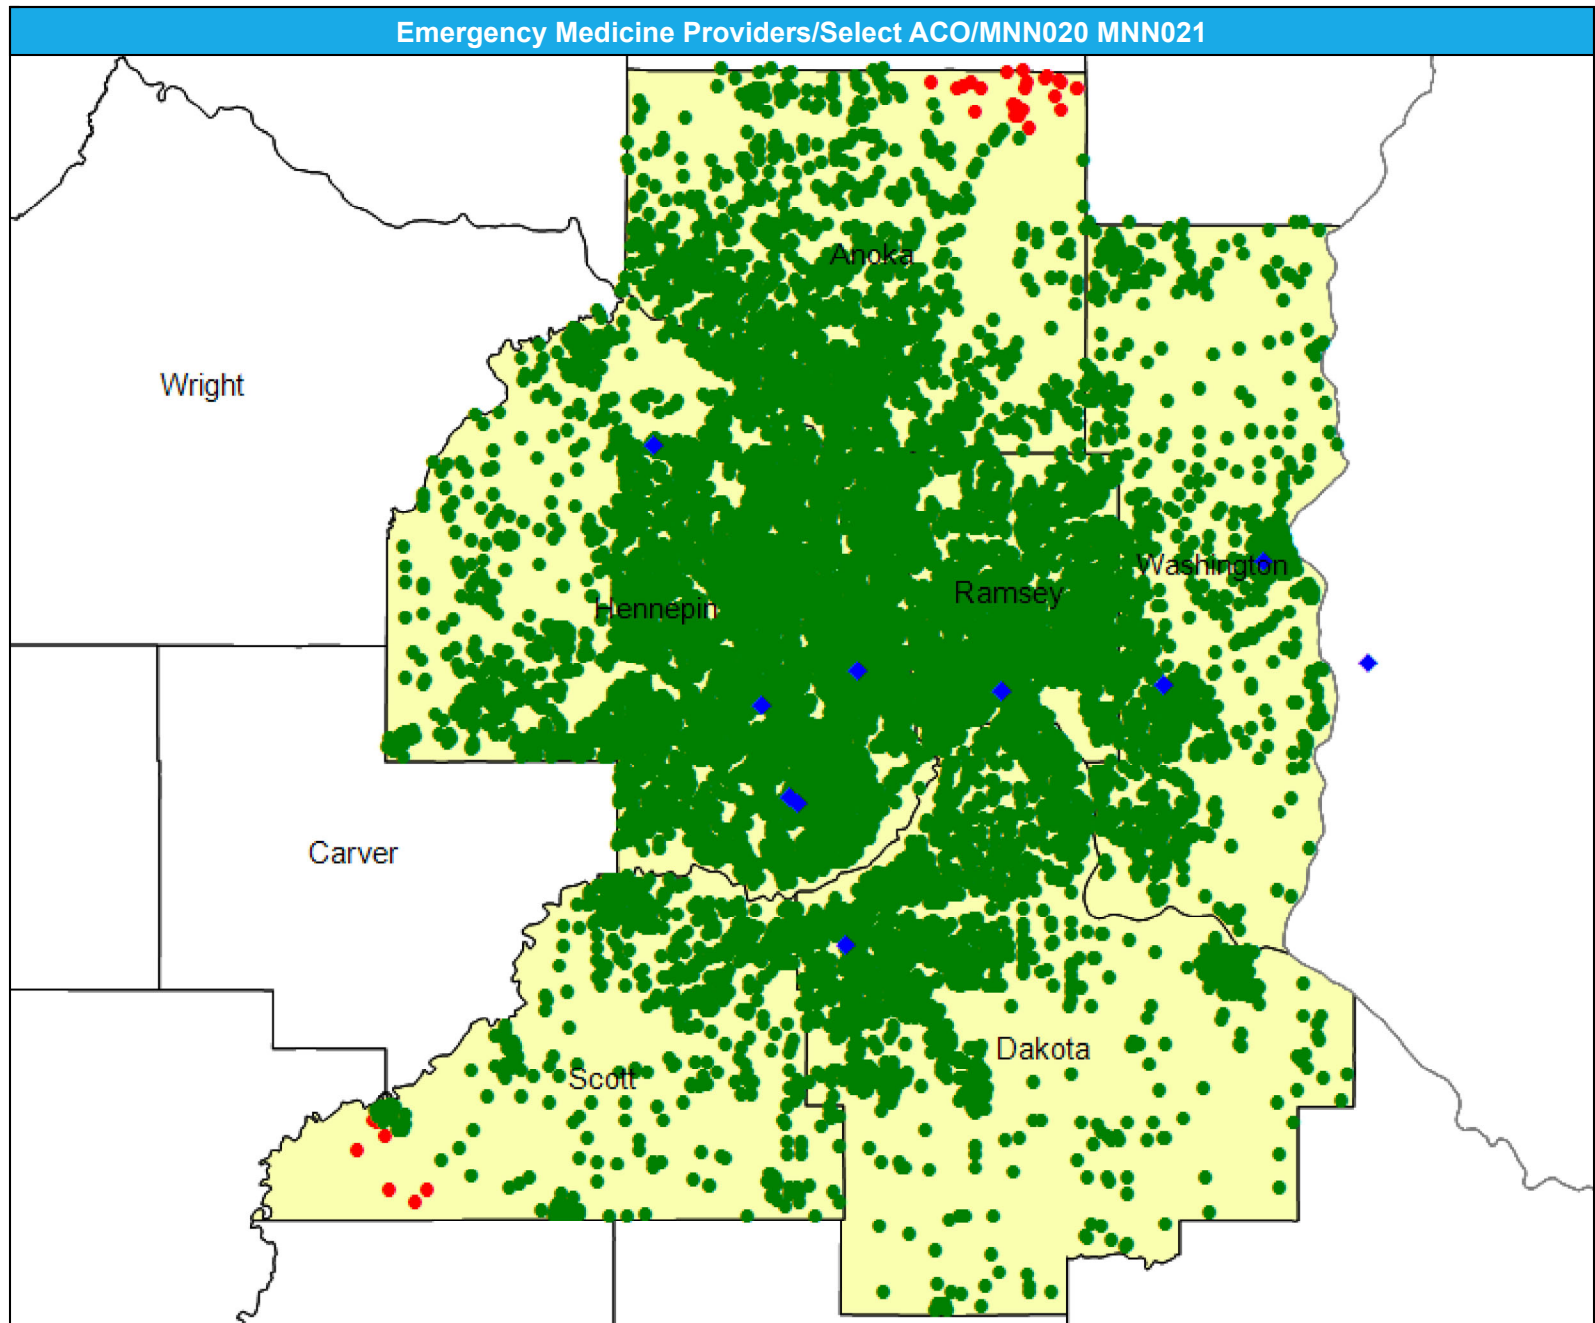 Emergency Medicine Providers/Select ACO/MNN020 MNN021
Anoka
Wright
Washington
Ramsey
Hennepin
Carver
Dakota
Scott